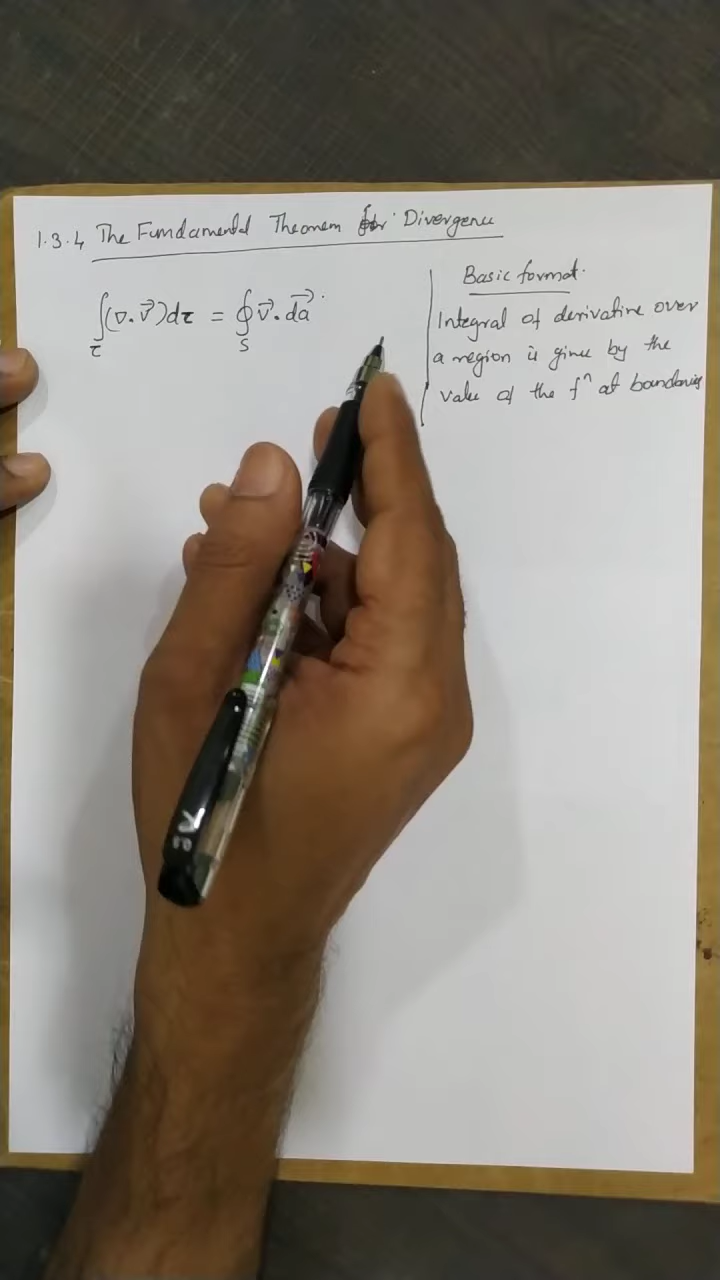 1.3.4 The Fundamental Theorem for Divergence
∫(∇.v⃗)dτ = ∮v⃗.da⃗
τ S
Basic format.
Integral of derivative over
a region is given by the
value of the fⁿ at boundaries